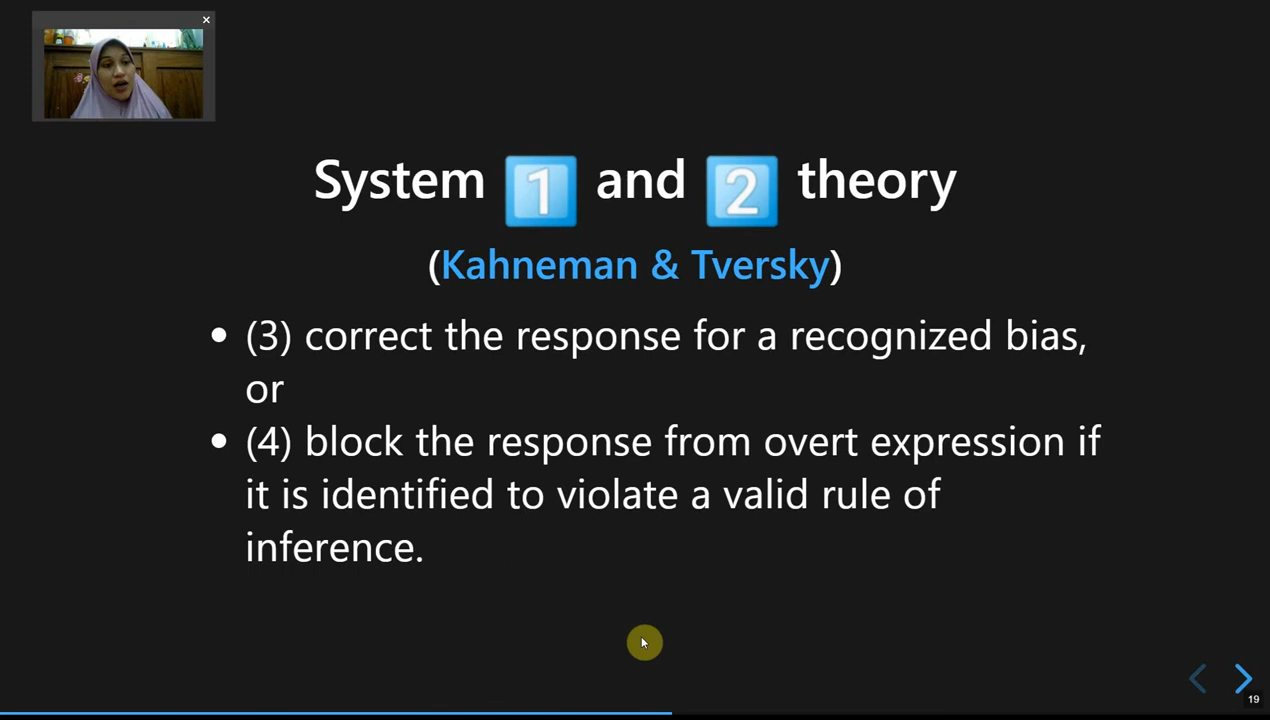 System 1 and 2 theory
(Kahneman & Tversky)
• (3) correct the response for a recognized bias,
or
• (4) block the response from overt expression if
it is identified to violate a valid rule of
inference.
19